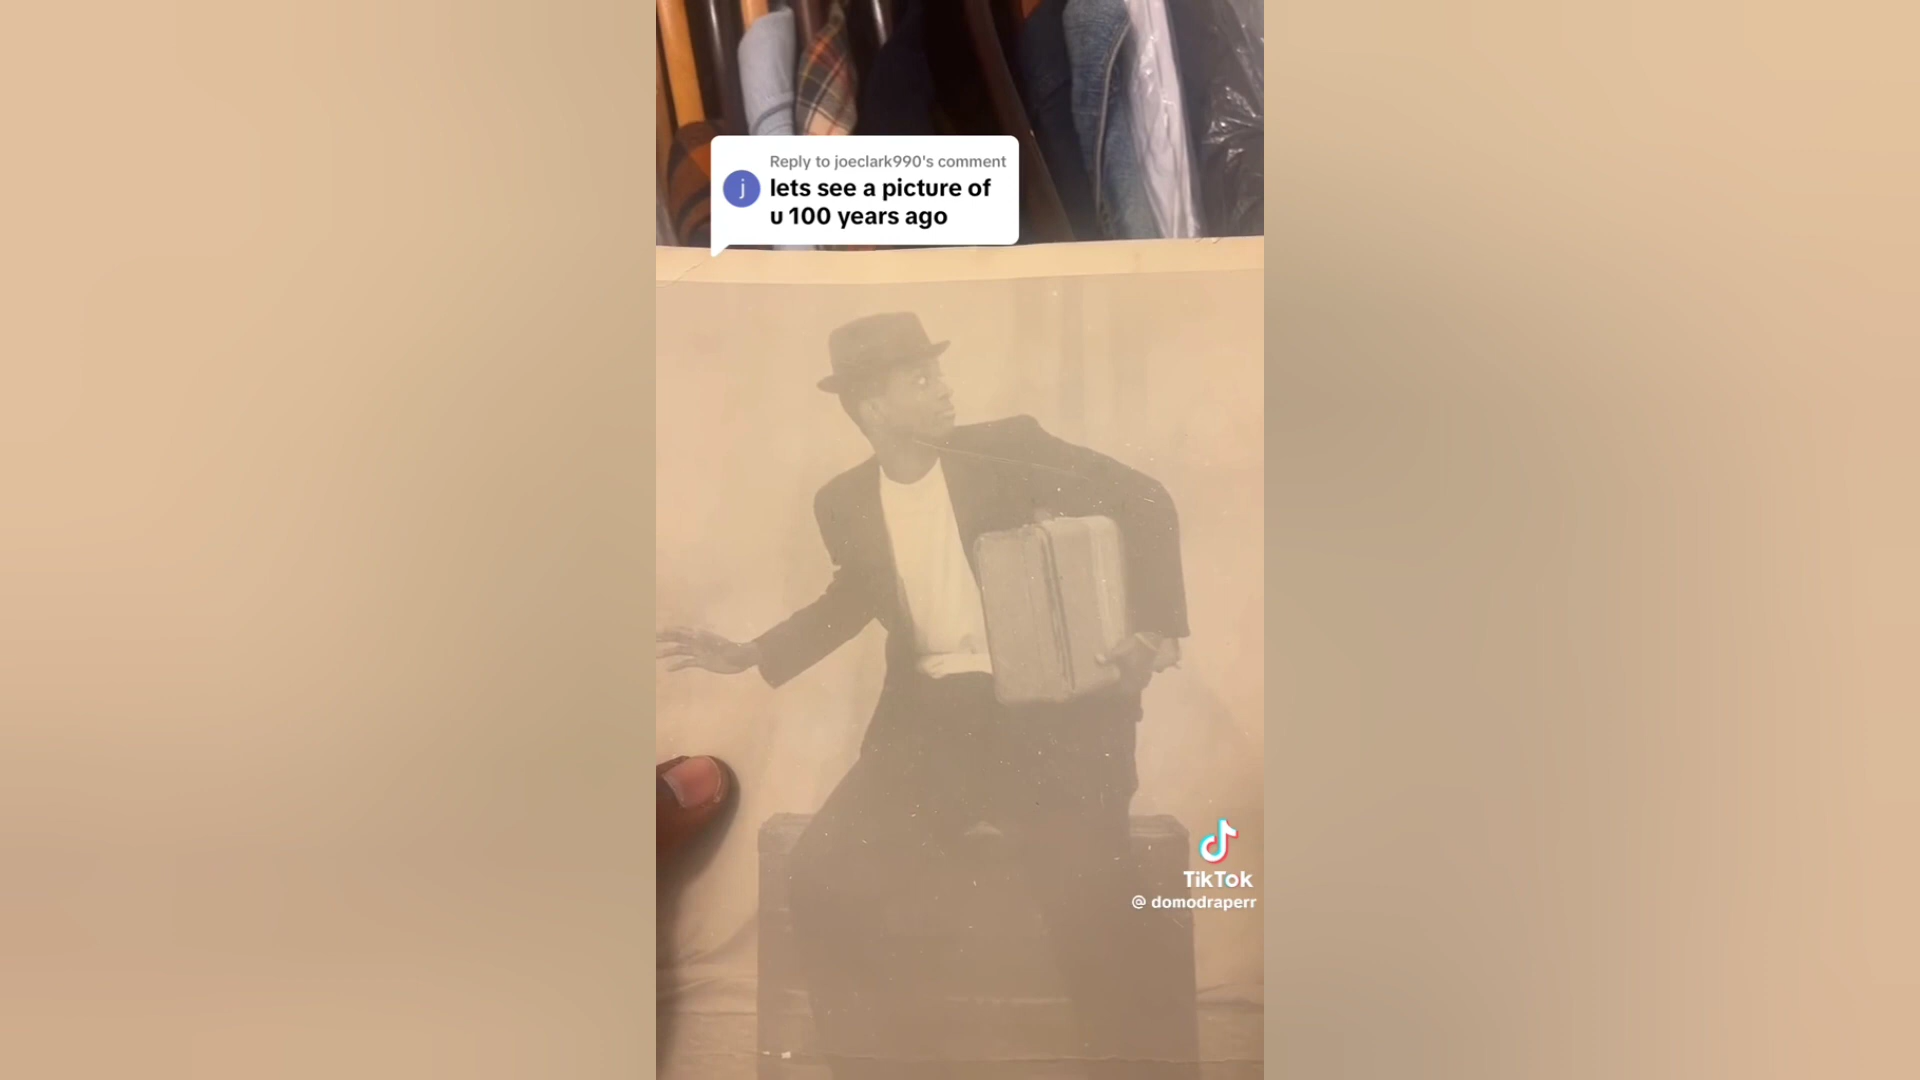 Reply to joeclark990's comment
j
lets see a picture of
u 100 years ago
TikTok
@ domodraperr